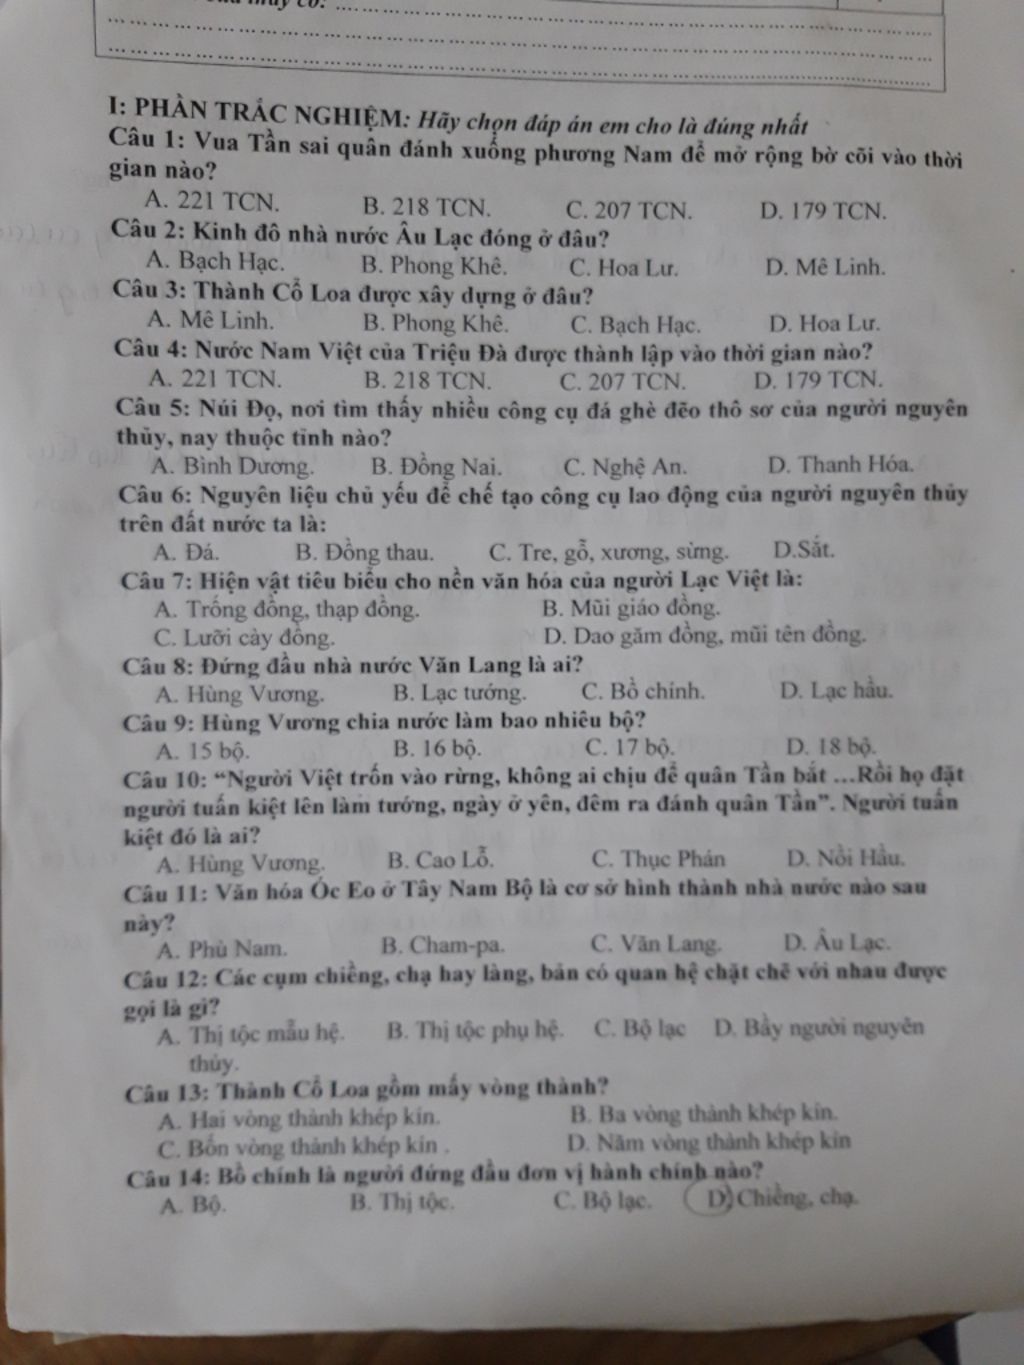 I: PHẦN TRẮC NGHIỆM: Hãy chọn đáp án em cho là đúng nhất
Câu 1: Vua Tần sai quân đánh xuống phương Nam để mở rộng bờ cõi vào thời
gian nào?
A. 221 TCN. B. 218 TCN. C. 207 TCN. D. 179 TCN.
Câu 2: Kinh đô nhà nước Âu Lạc đóng ở đâu?
A. Bạch Hạc. B. Phong Khê. C. Hoa Lư. D. Mê Linh.
Câu 3: Thành Cổ Loa được xây dựng ở đâu?
A. Mê Linh. B. Phong Khê. C. Bạch Hạc. D. Hoa Lư.
Câu 4: Nước Nam Việt của Triệu Đà được thành lập vào thời gian nào?
A. 221 TCN. B. 218 TCN. C. 207 TCN. D. 179 TCN.
Câu 5: Núi Đọ, nơi tìm thấy nhiều công cụ đá ghè đẽo thô sơ của người nguyên
thủy, nay thuộc tỉnh nào?
A. Bình Dương. B. Đồng Nai. C. Nghệ An. D. Thanh Hóa.
Câu 6: Nguyên liệu chủ yếu để chế tạo công cụ lao động của người nguyên thủy
trên đất nước ta là:
A. Đá. B. Đồng thau. C. Tre, gỗ, xương, sừng. D.Sắt.
Câu 7: Hiện vật tiêu biểu cho nền văn hóa của người Lạc Việt là:
A. Trống đồng, thạp đồng. B. Mũi giáo đồng.
C. Lưỡi cày đồng. D. Dao găm đồng, mũi tên đồng.
Câu 8: Đứng đầu nhà nước Văn Lang là ai?
A. Hùng Vương. B. Lạc tướng. C. Bồ chính. D. Lạc hầu.
Câu 9: Hùng Vương chia nước làm bao nhiêu bộ?
A. 15 bộ. B. 16 bộ. C. 17 bộ. D. 18 bộ.
Câu 10: “Người Việt trốn vào rừng, không ai chịu để quân Tần bắt ...Rồi họ đặt
người tuấn kiệt lên làm tướng, ngày ở yên, đêm ra đánh quân Tần”. Người tuấn
kiệt đó là ai?
A. Hùng Vương. B. Cao Lỗ. C. Thục Phán D. Nồi Hầu.
Câu 11: Văn hóa Óc Eo ở Tây Nam Bộ là cơ sở hình thành nhà nước nào sau
này?
A. Phù Nam. B. Cham-pa. C. Văn Lang. D. Âu Lạc.
Câu 12: Các cụm chiềng, chạ hay làng, bản có quan hệ chặt chẽ với nhau được
gọi là gì?
A. Thị tộc mẫu hệ. B. Thị tộc phụ hệ. C. Bộ lạc D. Bầy người nguyên
thủy.
Câu 13: Thành Cổ Loa gồm mấy vòng thành?
A. Hai vòng thành khép kín. B. Ba vòng thành khép kín.
C. Bốn vòng thành khép kín . D. Năm vòng thành khép kín
Câu 14: Bồ chính là người đứng đầu đơn vị hành chính nào?
A. Bộ. B. Thị tộc. C. Bộ lạc. D. Chiềng, chạ.